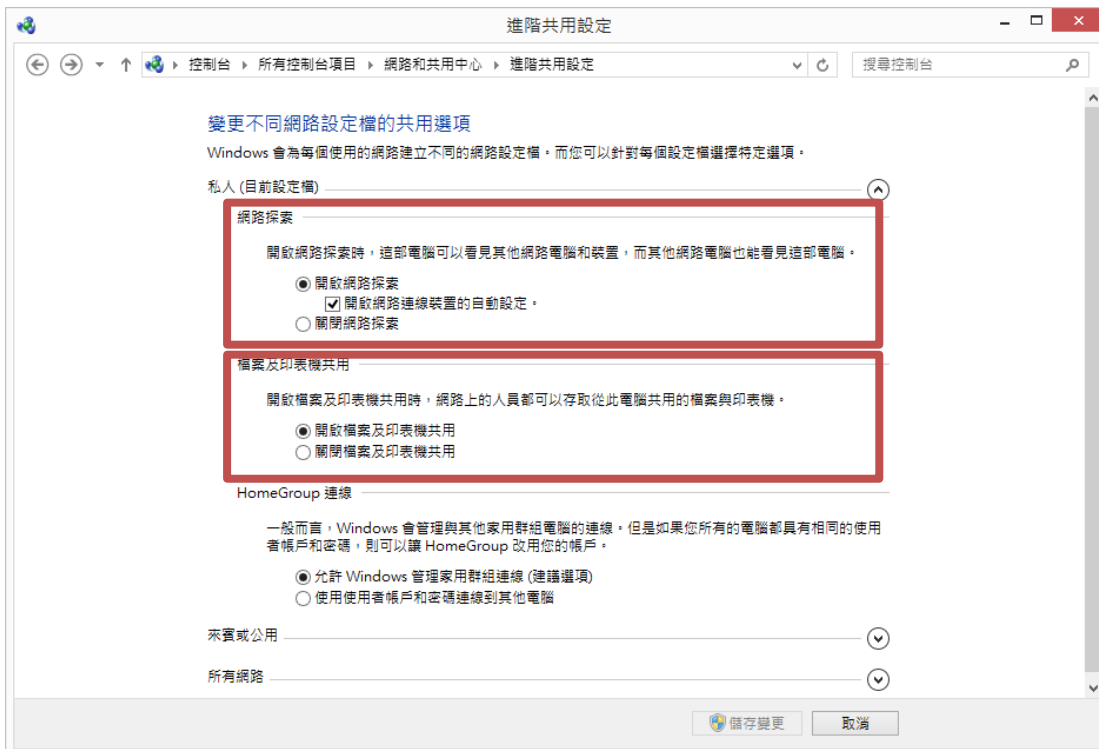 進階共用設定
控制台 ▸ 所有控制台項目 ▸ 網路和共用中心 ▸ 進階共用設定
搜尋控制台
變更不同網路設定檔的共用選項
Windows 會為每個使用的網路建立不同的網路設定檔。而您可以針對每個設定檔選擇特定選項。
私人 (目前設定檔)
網路探索
開啟網路探索時，這部電腦可以看見其他網路電腦和裝置，而其他網路電腦也能看見這部電腦。
開啟網路探索
開啟網路連線裝置的自動設定。
關閉網路探索
檔案及印表機共用
開啟檔案及印表機共用時，網路上的人員都可以存取從此電腦共用的檔案與印表機。
開啟檔案及印表機共用
關閉檔案及印表機共用
HomeGroup 連線
一般而言，Windows 會管理與其他家用群組電腦的連線。但是如果您所有的電腦都具有相同的使用
者帳戶和密碼，則可以讓 HomeGroup 改用您的帳戶。
允許 Windows 管理家用群組連線 (建議選項)
使用使用者帳戶和密碼連線到其他電腦
來賓或公用
所有網路
儲存變更
取消